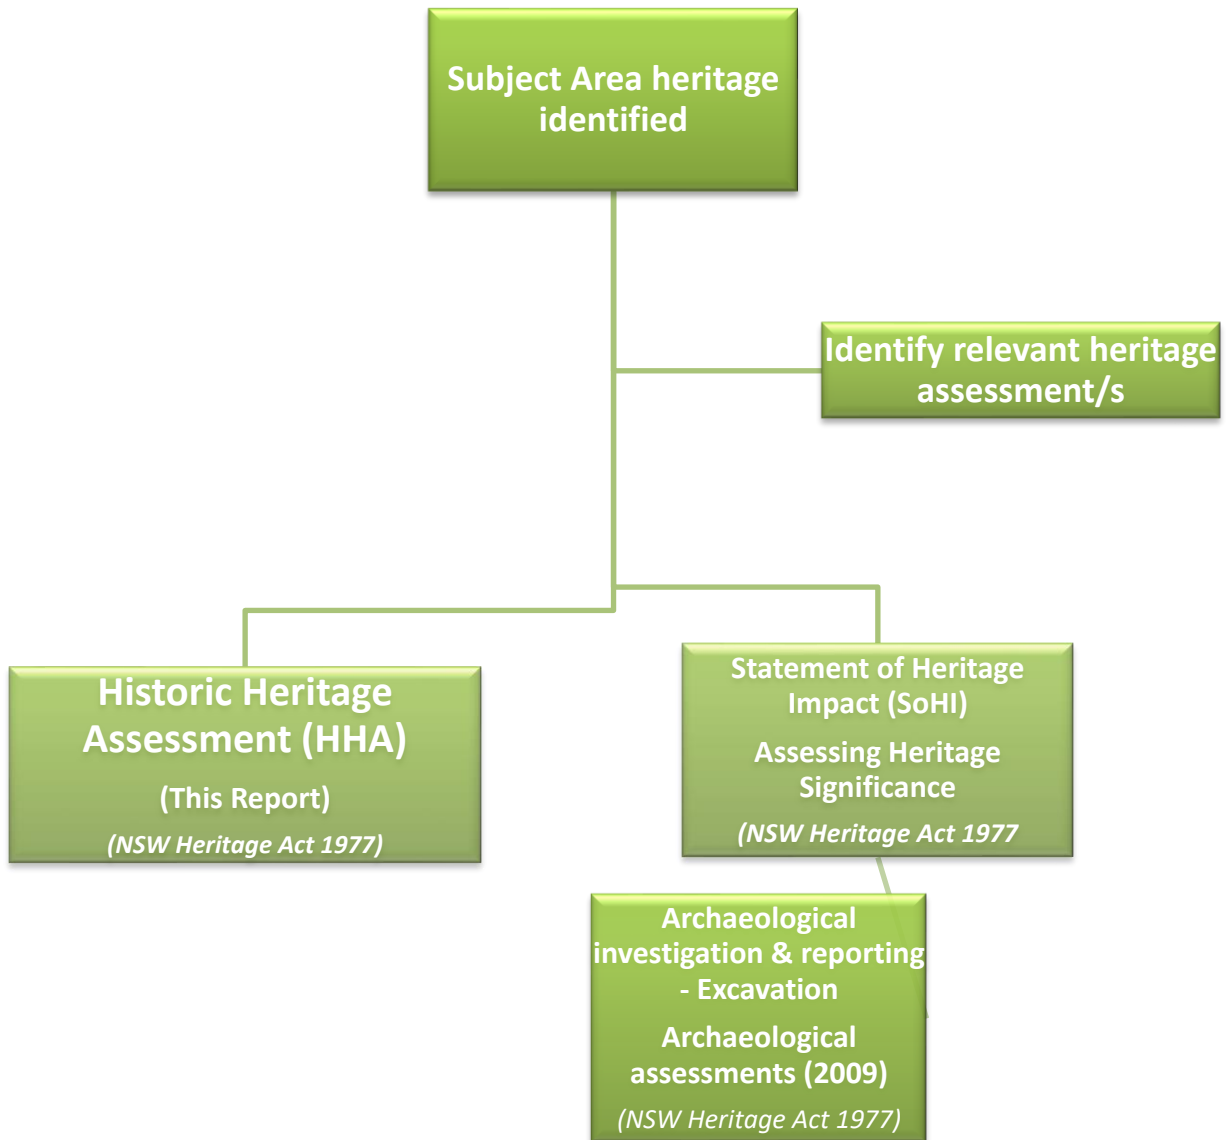 Subject Area heritage
identified
Identify relevant heritage
assessment/s
Historic Heritage
Assessment (HHA)
(This Report)
(NSW Heritage Act 1977)
Statement of Heritage
Impact (SoHI)
Assessing Heritage
Significance
(NSW Heritage Act 1977
Archaeological
investigation & reporting
- Excavation
Archaeological
assessments (2009)
(NSW Heritage Act 1977)